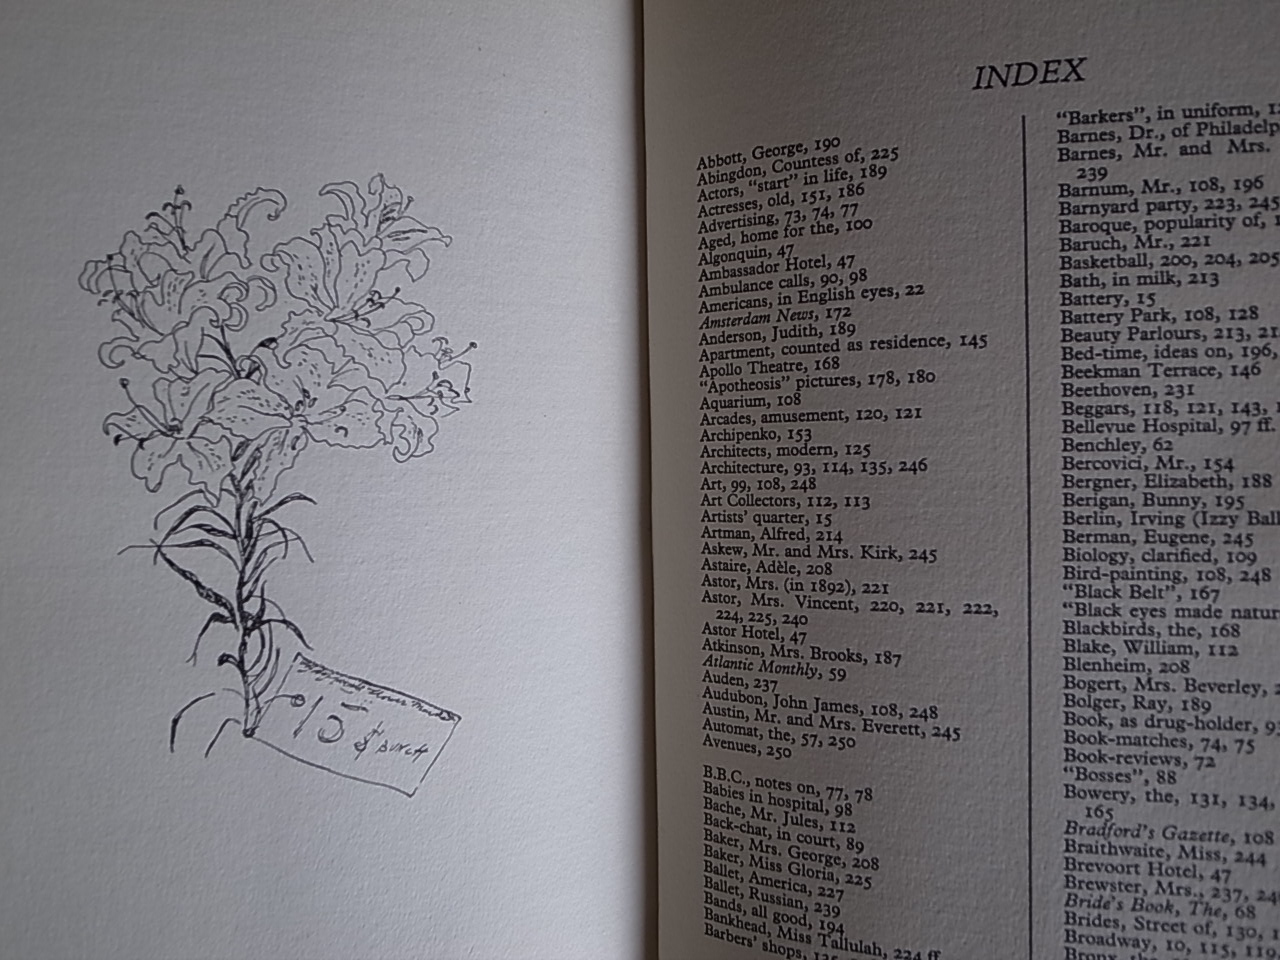 15 $ BUNCH
INDEX
Abbott, George, 190
Abingdon, Countess of, 225
Actors, “start” in life, 189
Actresses, old, 151, 186
Advertising, 73, 74, 77
Aged, home for the, 100
Algonquin, 47
Ambassador Hotel, 47
Ambulance calls, 90, 98
Americans, in English eyes, 22
Amsterdam News, 172
Anderson, Judith, 189
Apartment, counted as residence, 145
Apollo Theatre, 168
“Apotheosis” pictures, 178, 180
Aquarium, 108
Arcades, amusement, 120, 121
Archipenko, 153
Architects, modern, 125
Architecture, 93, 114, 135, 246
Art, 99, 108, 248
Art Collectors, 112, 113
Artists’ quarter, 15
Artman, Alfred, 214
Askew, Mr. and Mrs. Kirk, 245
Astaire, Adèle, 208
Astor, Mrs. (in 1892), 221
Astor, Mrs. Vincent, 220, 221, 222,
224, 225, 240
Astor Hotel, 47
Atkinson, Mrs. Brooks, 187
Atlantic Monthly, 59
Auden, 237
Audubon, John James, 108, 248
Austin, Mr. and Mrs. Everett, 245
Automat, the, 57, 250
Avenues, 250
B.B.C., notes on, 77, 78
Babies in hospital, 98
Bache, Mr. Jules, 112
Back-chat, in court, 89
Baker, Mrs. George, 208
Baker, Miss Gloria, 225
Ballet, America, 227
Ballet, Russian, 239
Bands, all good, 194
Bankhead, Miss Tallulah, 224 ff
Barbers’ shops,
“Barkers”, in uniform,
Barnes, Dr., of Philadelp
Barnes, Mr. and Mrs.
239
Barnum, Mr., 108, 196
Barnyard party, 223, 245
Baroque, popularity of,
Baruch, Mr., 221
Basketball, 200, 204, 205
Bath, in milk, 213
Battery, 15
Battery Park, 108, 128
Beauty Parlours, 213, 21
Bed-time, ideas on, 196,
Beekman Terrace, 146
Beethoven, 231
Beggars, 118, 121, 143,
Bellevue Hospital, 97 ff.
Benchley, 62
Bercovici, Mr., 154
Bergner, Elizabeth, 188
Berigan, Bunny, 195
Berlin, Irving (Izzy Bali
Berman, Eugene, 245
Biology, clarified, 109
Bird-painting, 108, 248
“Black Belt”, 167
“Black eyes made natur
Blackbirds, the, 168
Blake, William, 112
Blenheim, 208
Bogert, Mrs. Beverley,
Bolger, Ray, 189
Book, as drug-holder, 9
Book-matches, 74, 75
Book-reviews, 72
“Bosses”, 88
Bowery, the, 131, 134,
165
Bradford’s Gazette, 108
Braithwaite, Miss, 244
Brevoort Hotel, 47
Brewster, Mrs., 237, 24
Bride’s Book, The, 68
Brides, Street of, 130,
Broadway, 10, 115, 119